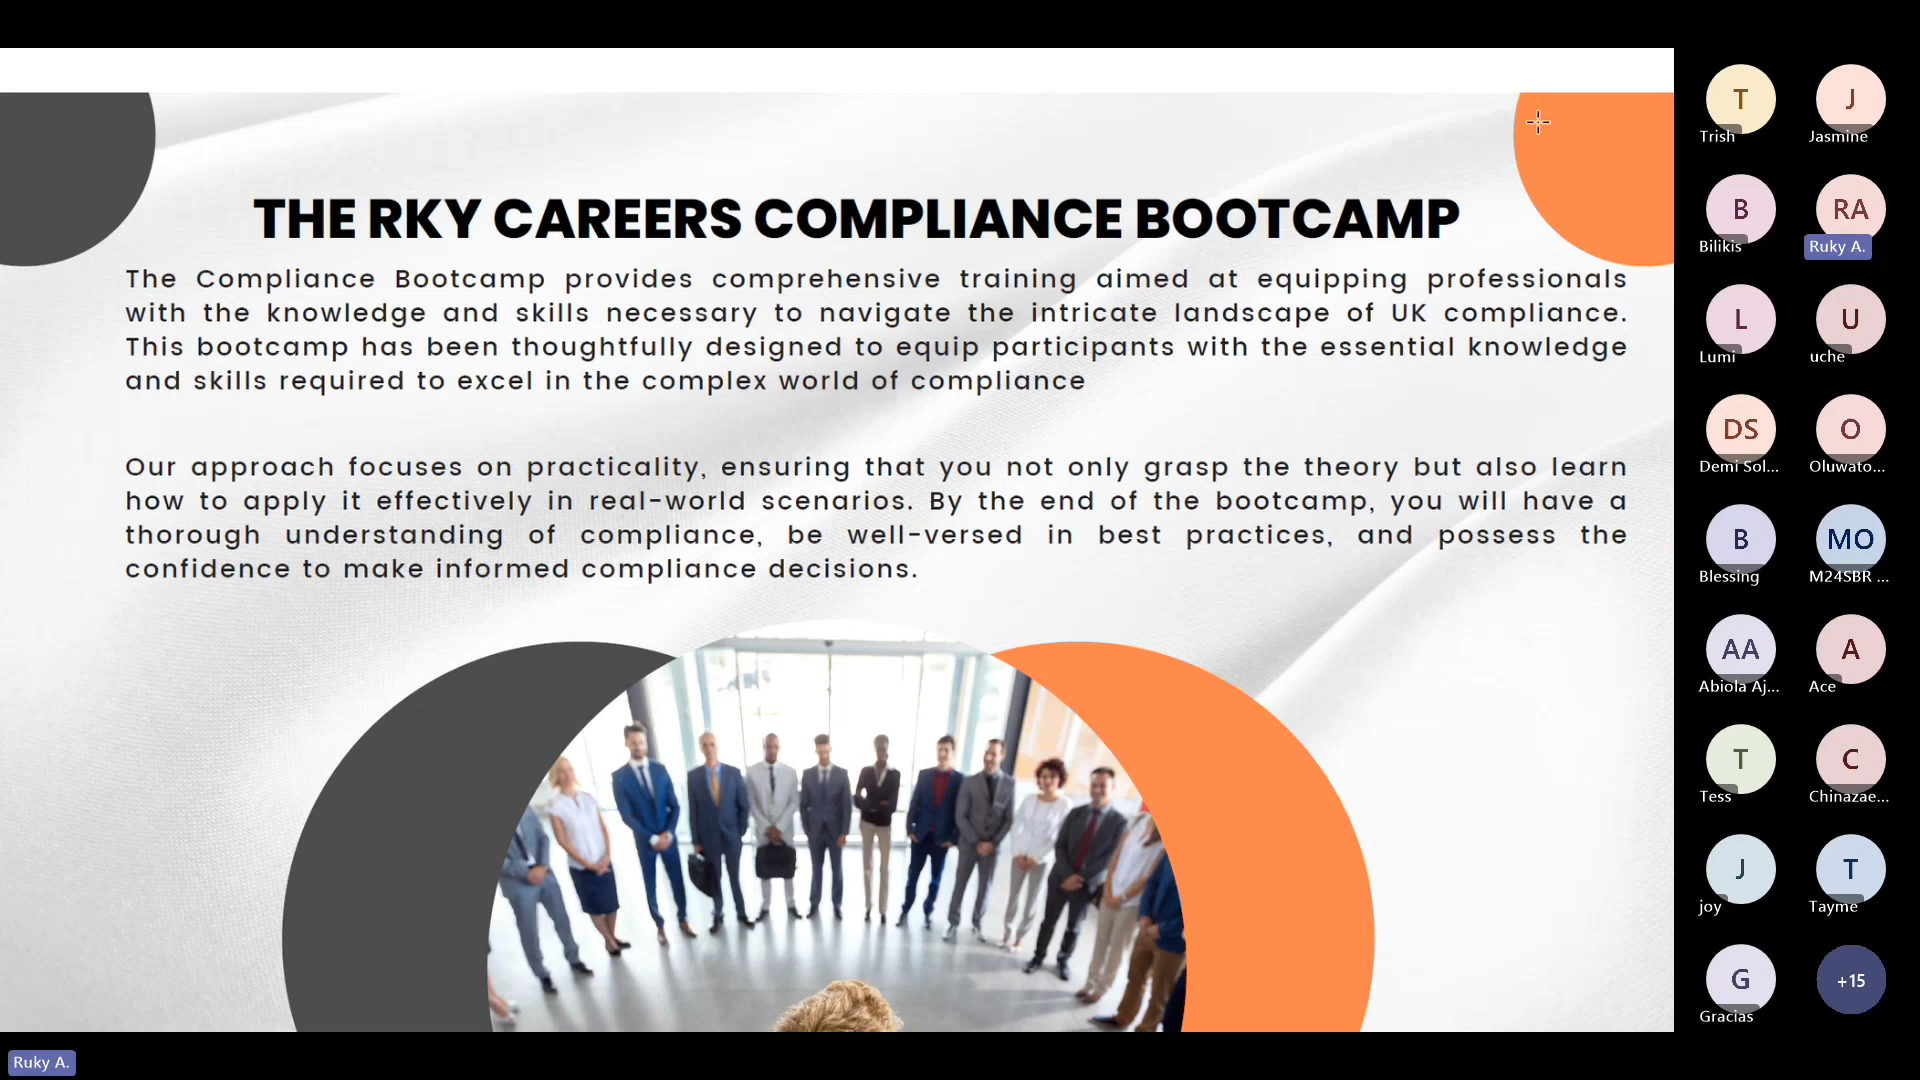 THE RKY CAREERS COMPLIANCE BOOTCAMP
The Compliance Bootcamp provides comprehensive training aimed at equipping professionals
with the knowledge and skills necessary to navigate the intricate landscape of UK compliance.
This bootcamp has been thoughtfully designed to equip participants with the essential knowledge
and skills required to excel in the complex world of compliance
Our approach focuses on practicality, ensuring that you not only grasp the theory but also learn
how to apply it effectively in real-world scenarios. By the end of the bootcamp, you will have a
thorough understanding of compliance, be well-versed in best practices, and possess the
confidence to make informed compliance decisions.
T J
Trish Jasmine
B RA
Bilikis Ruky A.
L U
Lumi uche
DS O
Demi Sol... Oluwato...
B MO
Blessing M24SBR ...
AA A
Abiola Aj... Ace
T C
Tess Chinazae...
J T
joy Tayme
G +15
Gracias
Ruky A.